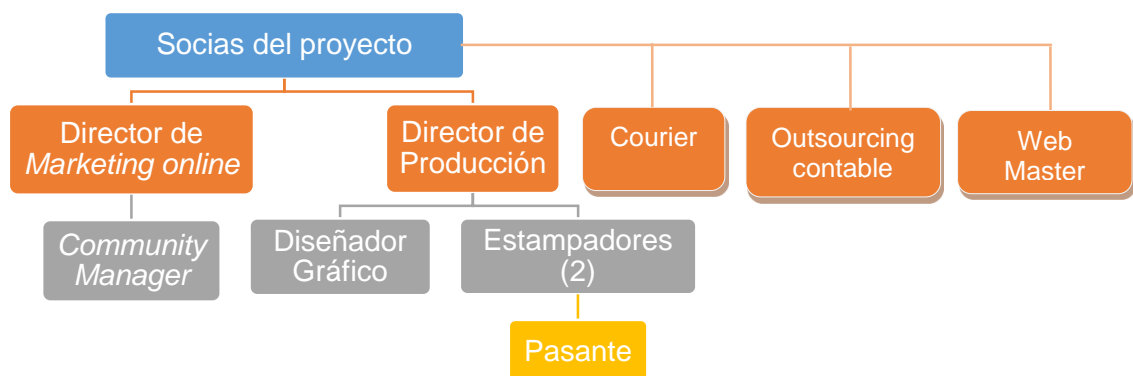 Socias del proyecto
Director de
Marketing online
Director de
Producción
Courier
Outsourcing
contable
Web
Master
Community
Manager
Diseñador
Gráfico
Estampadores
(2)
Pasante